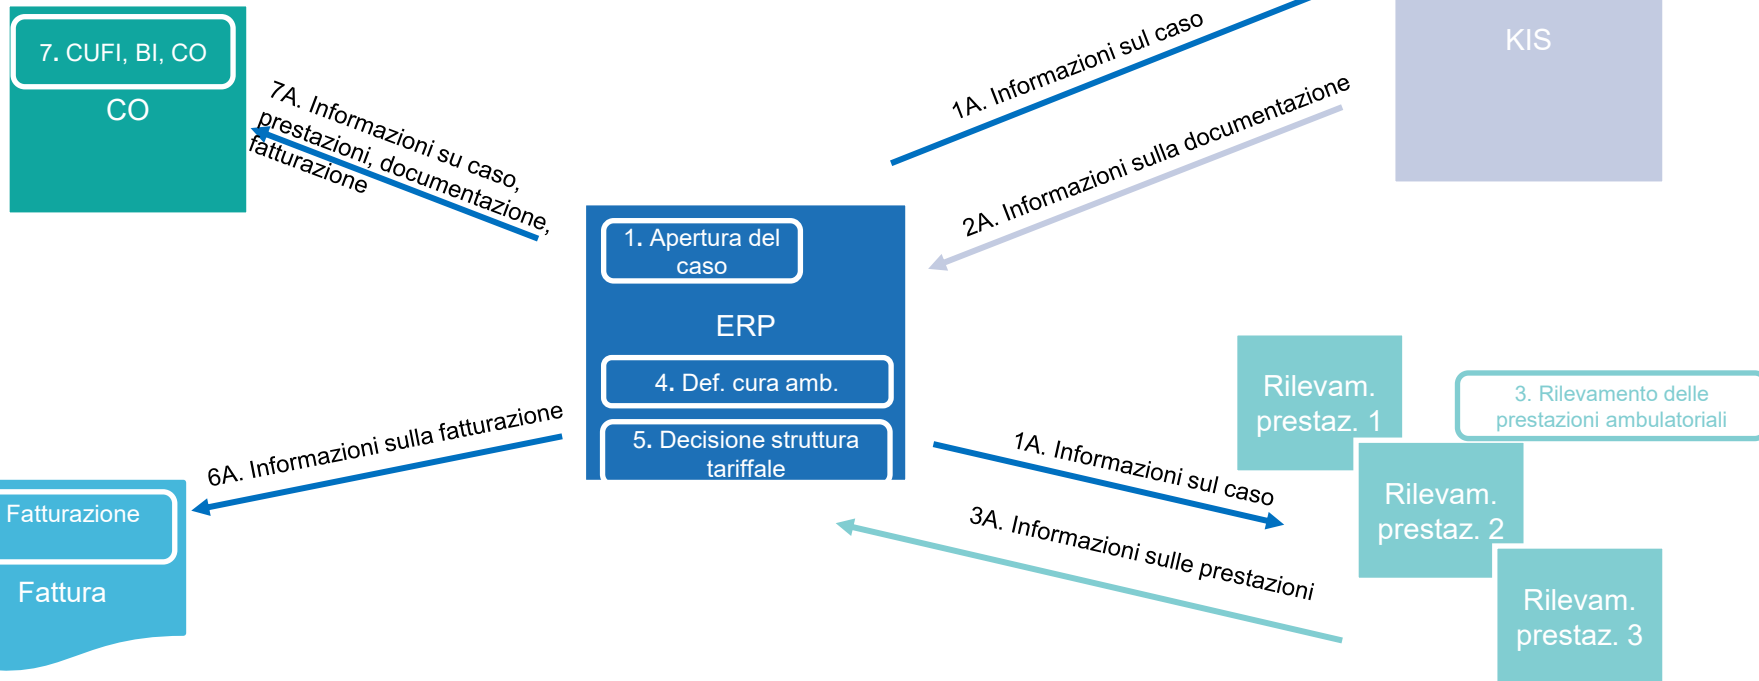 7. CUFI, BI, CO
CO
7A. Informazioni su caso,
prestazioni, documentazione,
fatturazione
1A. Informazioni sul caso
KIS
2A. Informazioni sulla documentazione
1. Apertura del
caso
ERP
4. Def. cura amb.
5. Decisione struttura
tariffale
6A. Informazioni sulla fatturazione
Fatturazione
Fattura
1A. Informazioni sul caso
3A. Informazioni sulle prestazioni
Rilevam.
prestaz. 1
3. Rilevamento delle
prestazioni ambulatoriali
Rilevam.
prestaz. 2
Rilevam.
prestaz. 3